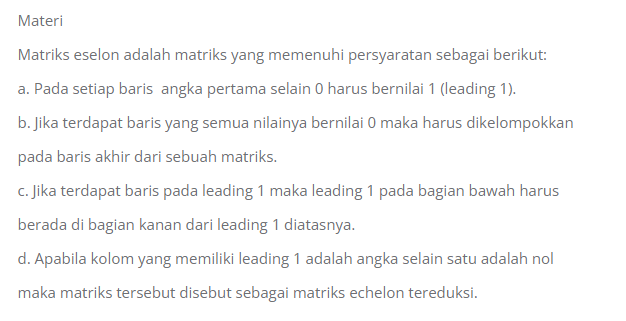 Materi
Matriks eselon adalah matriks yang memenuhi persyaratan sebagai berikut:
a. Pada setiap baris  angka pertama selain 0 harus bernilai 1 (leading 1).
b. Jika terdapat baris yang semua nilainya bernilai 0 maka harus dikelompokkan
pada baris akhir dari sebuah matriks.
c. Jika terdapat baris pada leading 1 maka leading 1 pada bagian bawah harus
berada di bagian kanan dari leading 1 diatasnya.
d. Apabila kolom yang memiliki leading 1 adalah angka selain satu adalah nol
maka matriks tersebut disebut sebagai matriks echelon tereduksi.